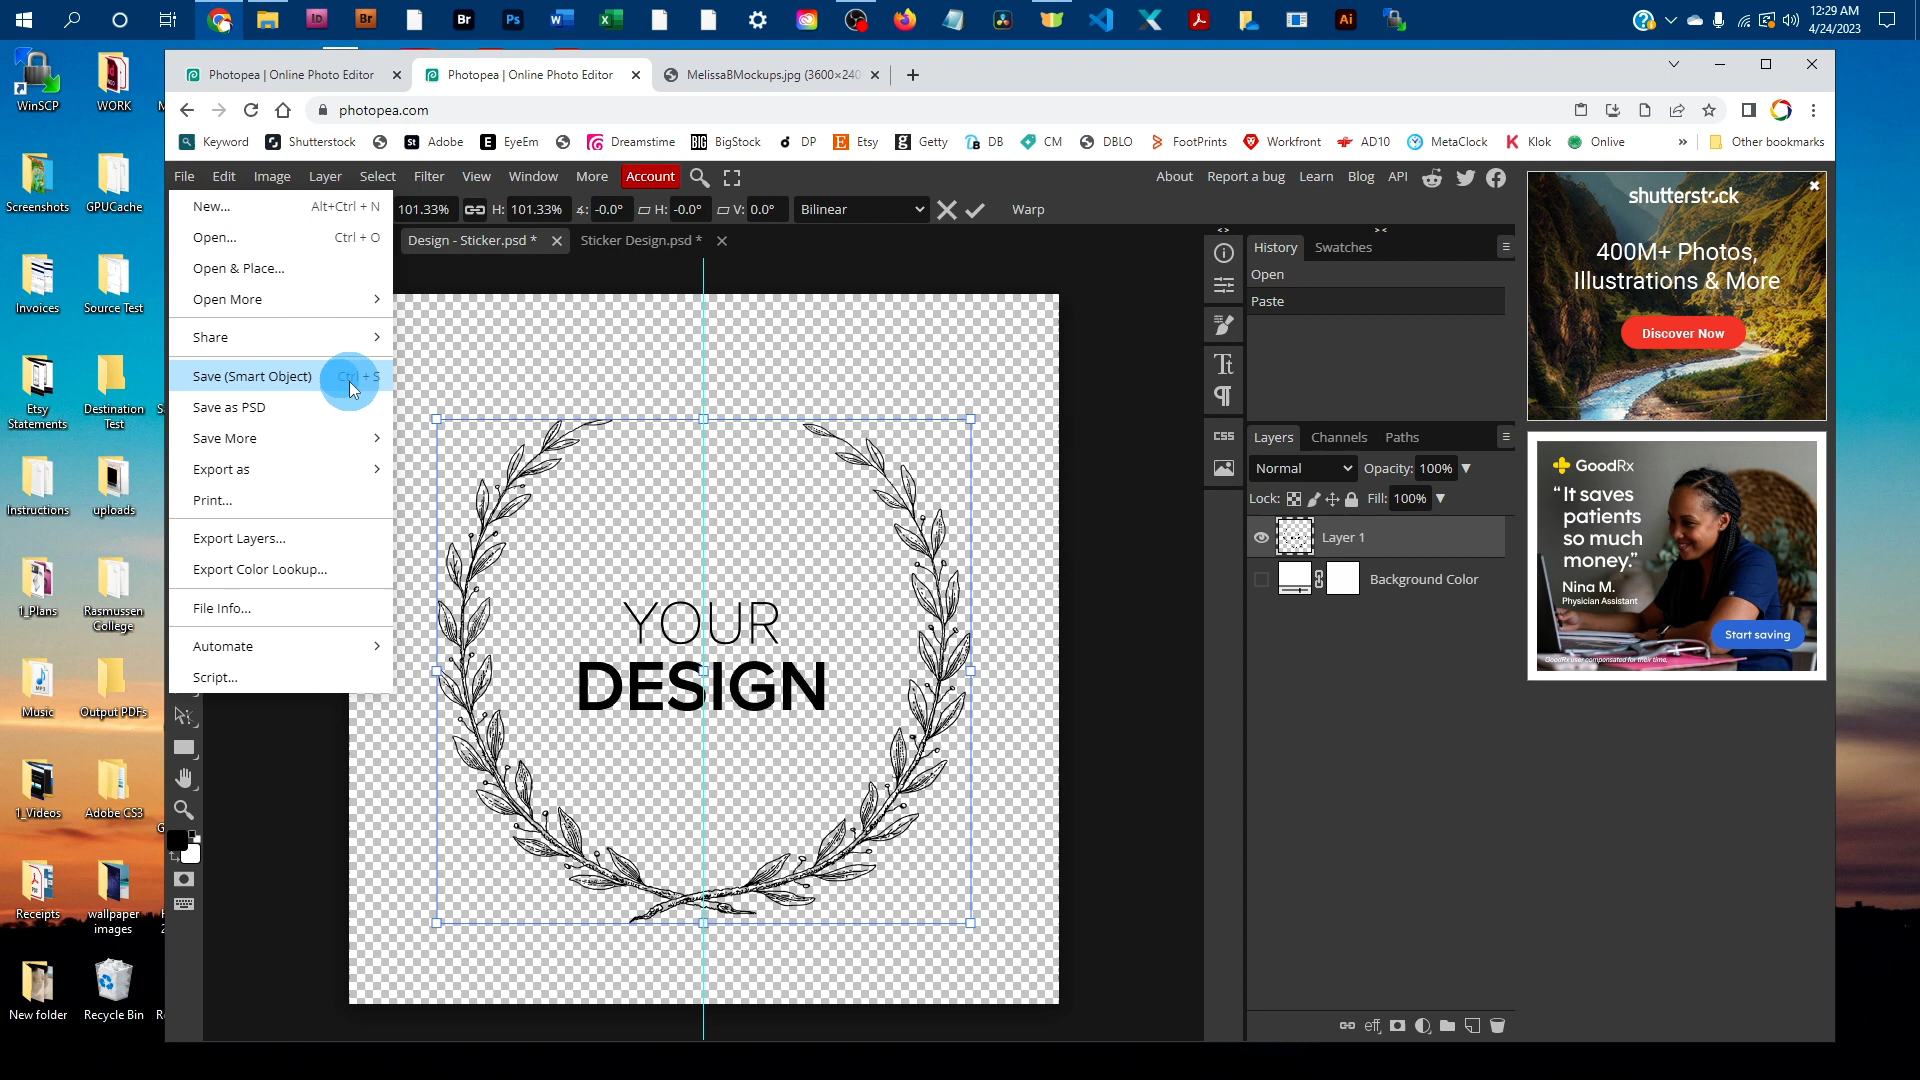 12:29 AM
4/24/2023
WinSCP
WORK
Screenshots
GPUCache
Invoices
Source Test
Etsy
Statements
Destination
Test
Instructions
uploads
1_Plans
Rasmussen
College
Music
Output PDFs
1_Videos
Adobe CS3
Receipts
wallpaper
images
New folder
Recycle Bin
Photopea | Online Photo Editor
Photopea | Online Photo Editor
MelissaBMockups.jpg (3600×240
photopea.com
Keyword
Shutterstock
Adobe
EyeEm
Dreamstime
BigStock
DP
Etsy
Getty
DB
CM
DBLO
FootPrints
Workfront
AD10
MetaClock
Klok
Onlive
»
Other bookmarks
File Edit Image Layer Select Filter View Window More Account
About Report a bug Learn Blog API
101.33% H: 101.33% -0.0° H: -0.0° V: 0.0° Bilinear Warp
Design - Sticker.psd *
Sticker Design.psd *
New... Alt+Ctrl + N
Open... Ctrl + O
Open & Place...
Open More
Share
Save (Smart Object) Ctrl + S
Save as PSD
Save More
Export as
Print...
Export Layers...
Export Color Lookup...
File Info...
Automate
Script...
YOUR
DESIGN
History Swatches
Open
Paste
CSS
Layers Channels Paths
Normal Opacity: 100%
Lock: Fill: 100%
Layer 1
Background Color
eff
shutterstock
400M+ Photos,
Illustrations & More
Discover Now
GoodRx
“It saves
patients
so much
money.”
Nina M.
Physician Assistant
Start saving
GoodRx user compensated for their time.